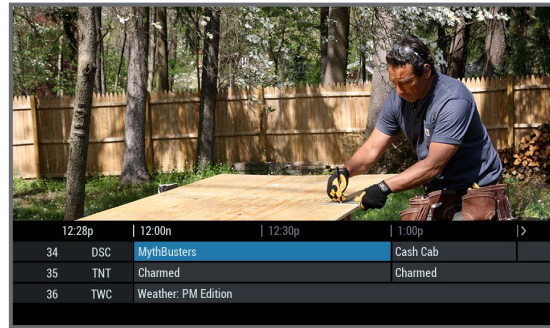 12:28p 12:00n 12:30p 1:00p
34 DSC MythBusters Cash Cab
35 TNT Charmed Charmed
36 TWC Weather: PM Edition